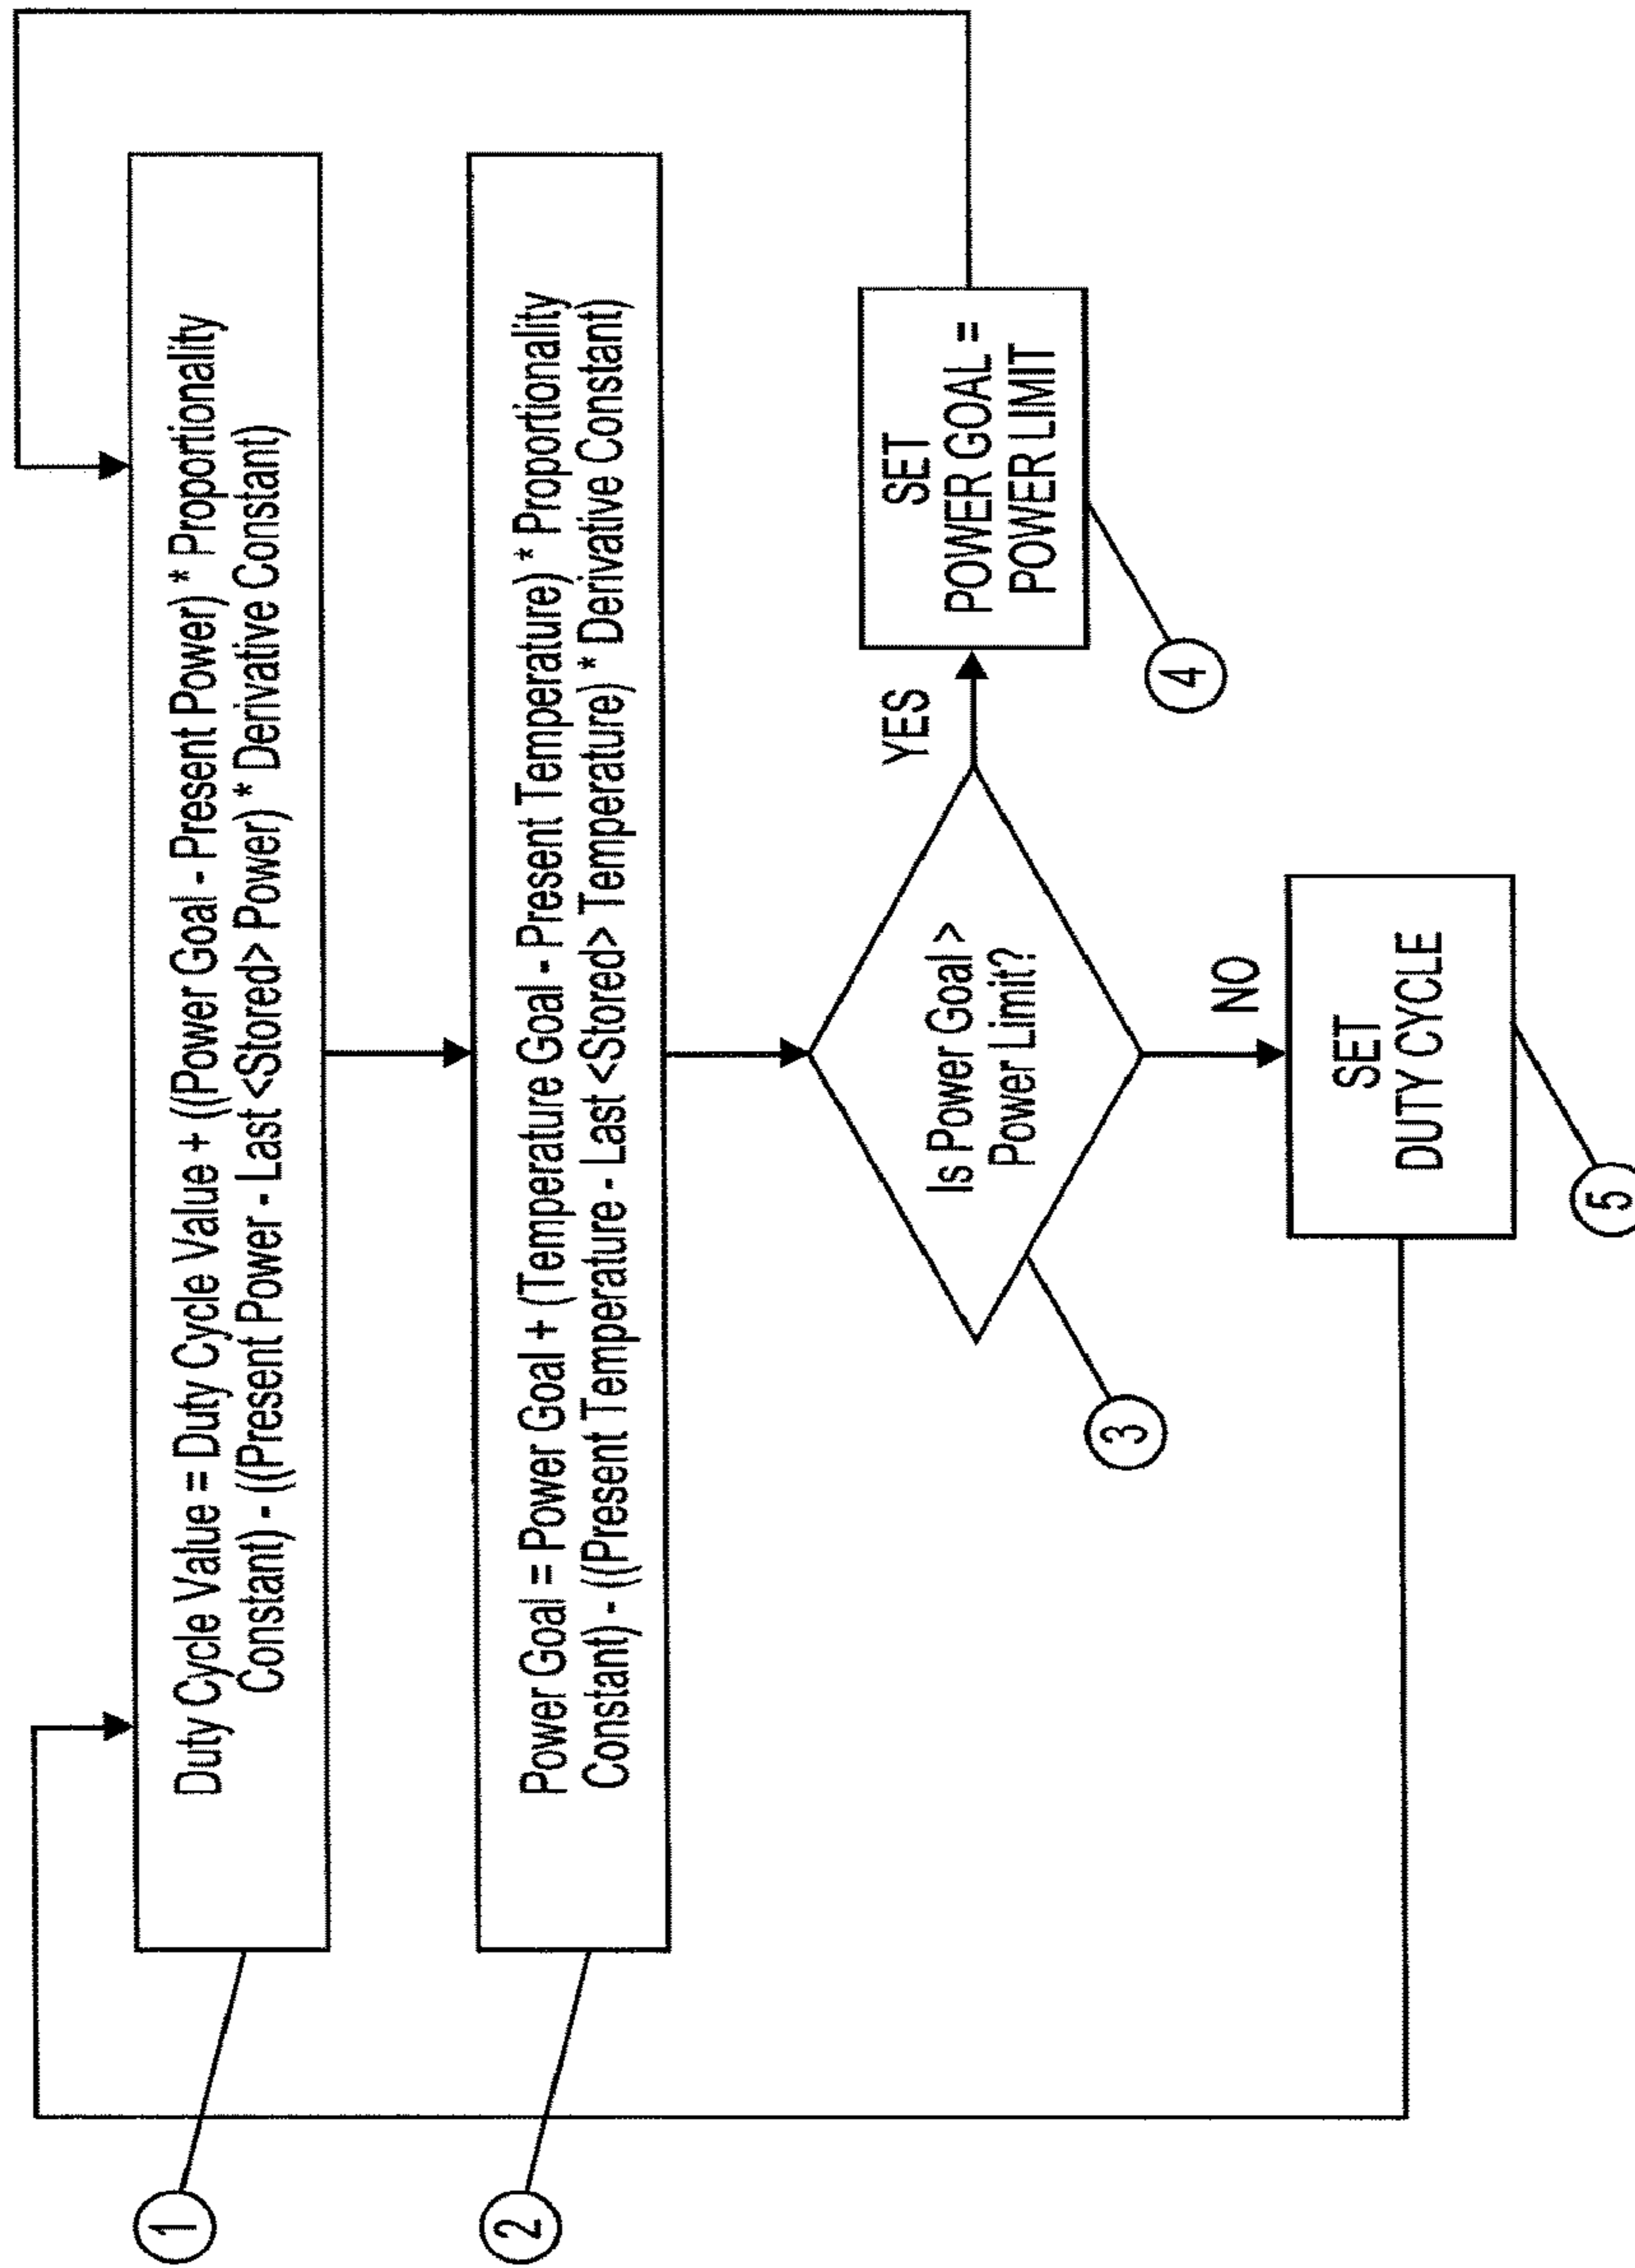 Duty Cycle Value = Duty Cycle Value + ((Power Goal - Present Power) * Proportionality
Constant) - ((Present Power - Last <Stored> Power) * Derivative Constant)
1
Power Goal = Power Goal + (Temperature Goal - Present Temperature) * Proportionality
Constant) - ((Present Temperature - Last <Stored> Temperature) * Derivative Constant)
2
Is Power Goal >
Power Limit?
3
YES
SET
POWER GOAL =
POWER LIMIT
4
NO
SET
DUTY CYCLE
5